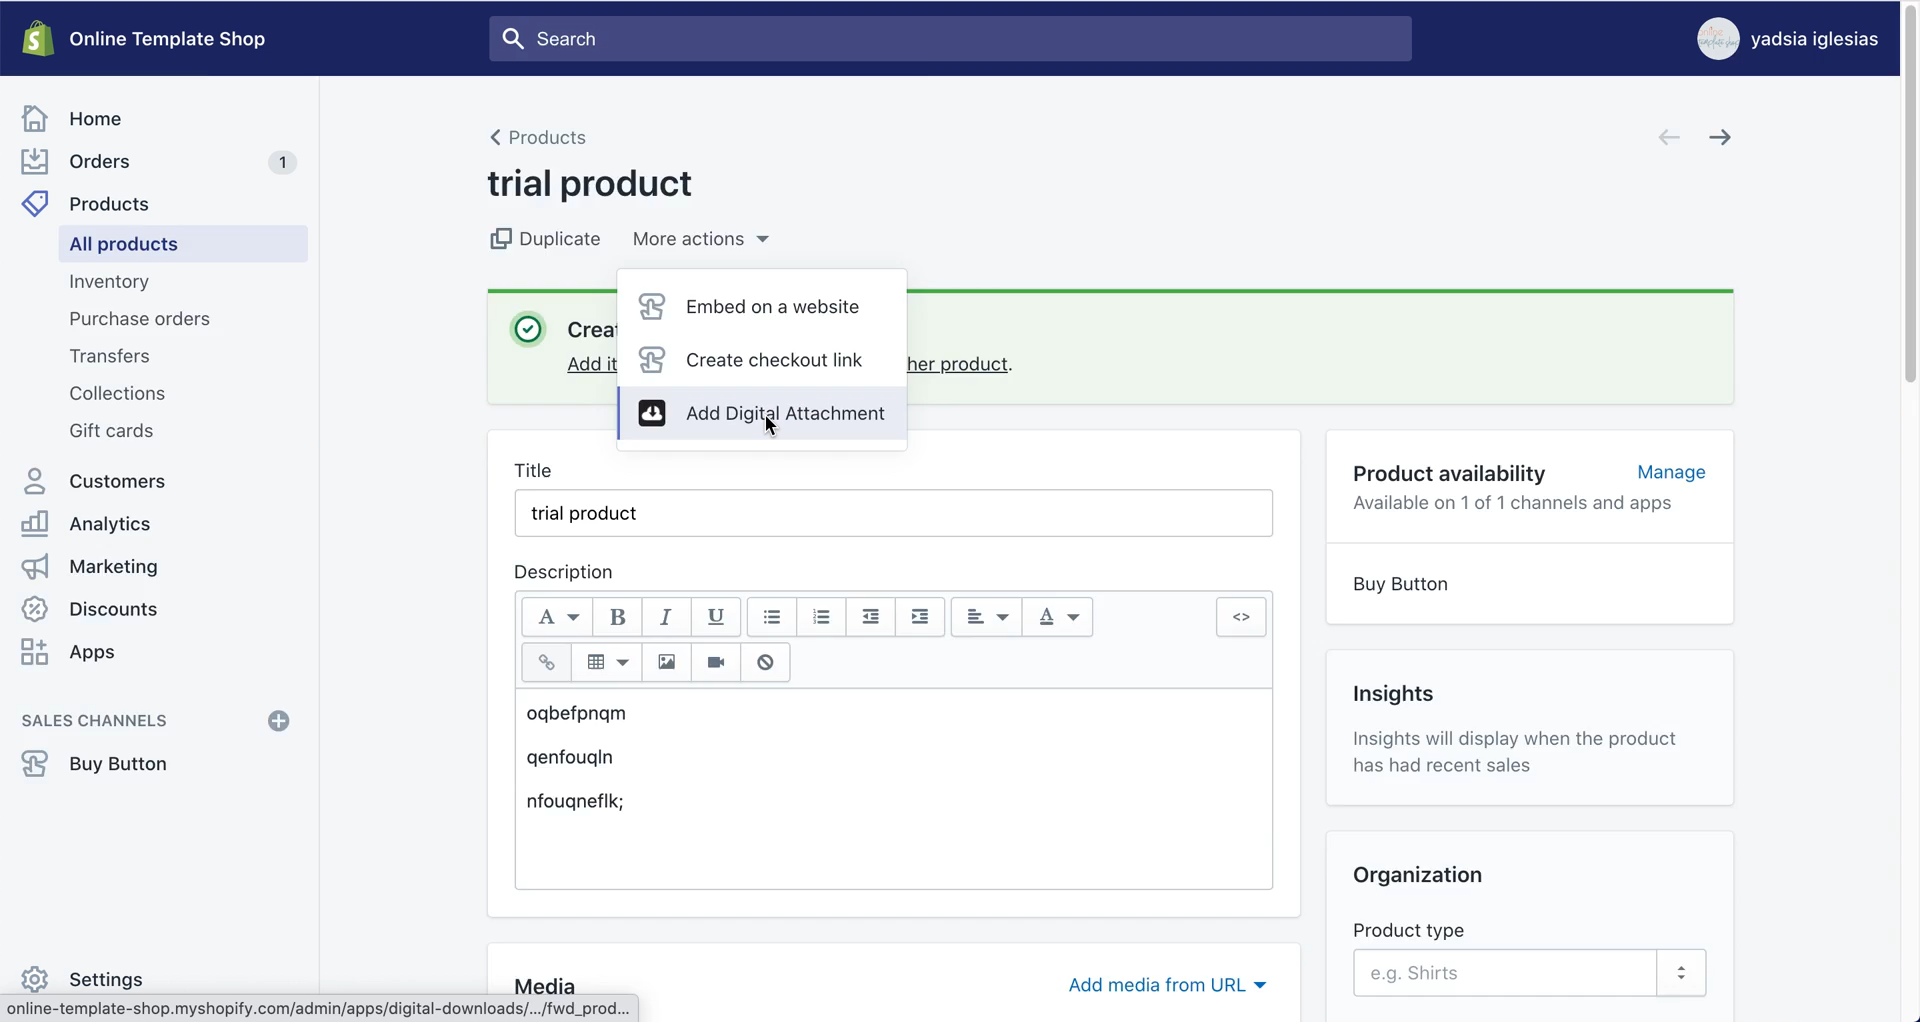 Online Template Shop
Search
yadsia iglesias
Home
Orders 1
Products
All products
Inventory
Purchase orders
Transfers
Collections
Gift cards
Customers
Analytics
Marketing
Discounts
Apps
SALES CHANNELS
Buy Button
Settings
online-template-shop.myshopify.com/admin/apps/digital-downloads/.../fwd_prod...
Products
trial product
Duplicate More actions
Embed on a website
Create checkout link
Add Digital Attachment
Crea
Add it her product.
Title
trial product
Description
A B I U A <>
oqbefpnqm
qenfouqln
nfouqneflk;
Media Add media from URL
Product availability Manage
Available on 1 of 1 channels and apps
Buy Button
Insights
Insights will display when the product
has had recent sales
Organization
Product type
e.g. Shirts